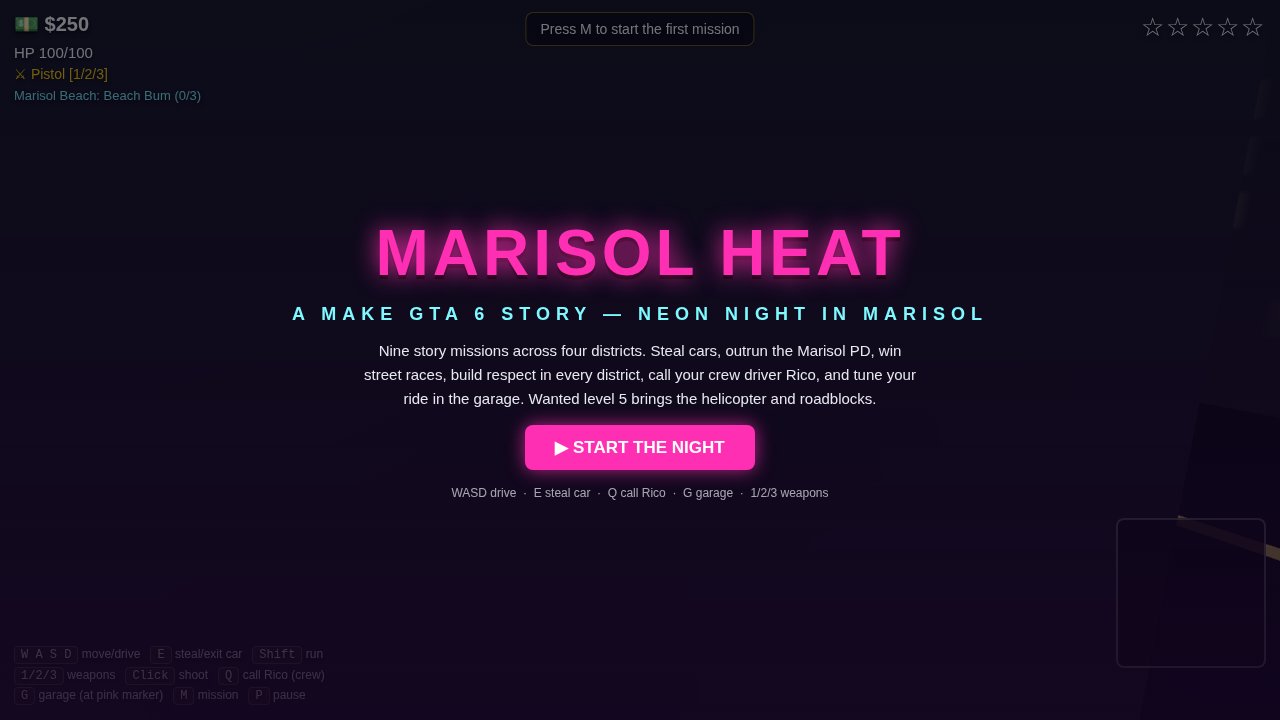 💵 $250
HP 100/100
⚔ Pistol [1/2/3]
Marisol Beach: Beach Bum (0/3)
Press M to start the first mission
☆☆☆☆☆
MARISOL HEAT
A MAKE GTA 6 STORY — NEON NIGHT IN MARISOL
Nine story missions across four districts. Steal cars, outrun the Marisol PD, win
street races, build respect in every district, call your crew driver Rico, and tune your
ride in the garage. Wanted level 5 brings the helicopter and roadblocks.
▶ START THE NIGHT
WASD drive · E steal car · Q call Rico · G garage · 1/2/3 weapons
W A S D move/drive E steal/exit car Shift run
1/2/3 weapons Click shoot Q call Rico (crew)
G garage (at pink marker) M mission P pause